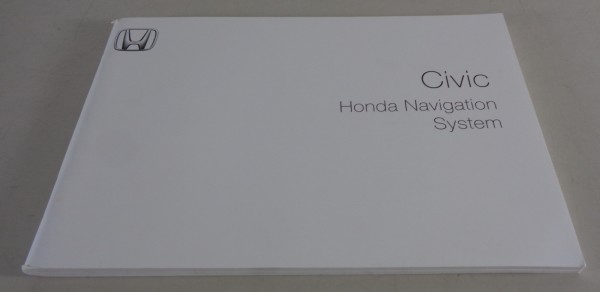 Civic
Honda Navigation
System